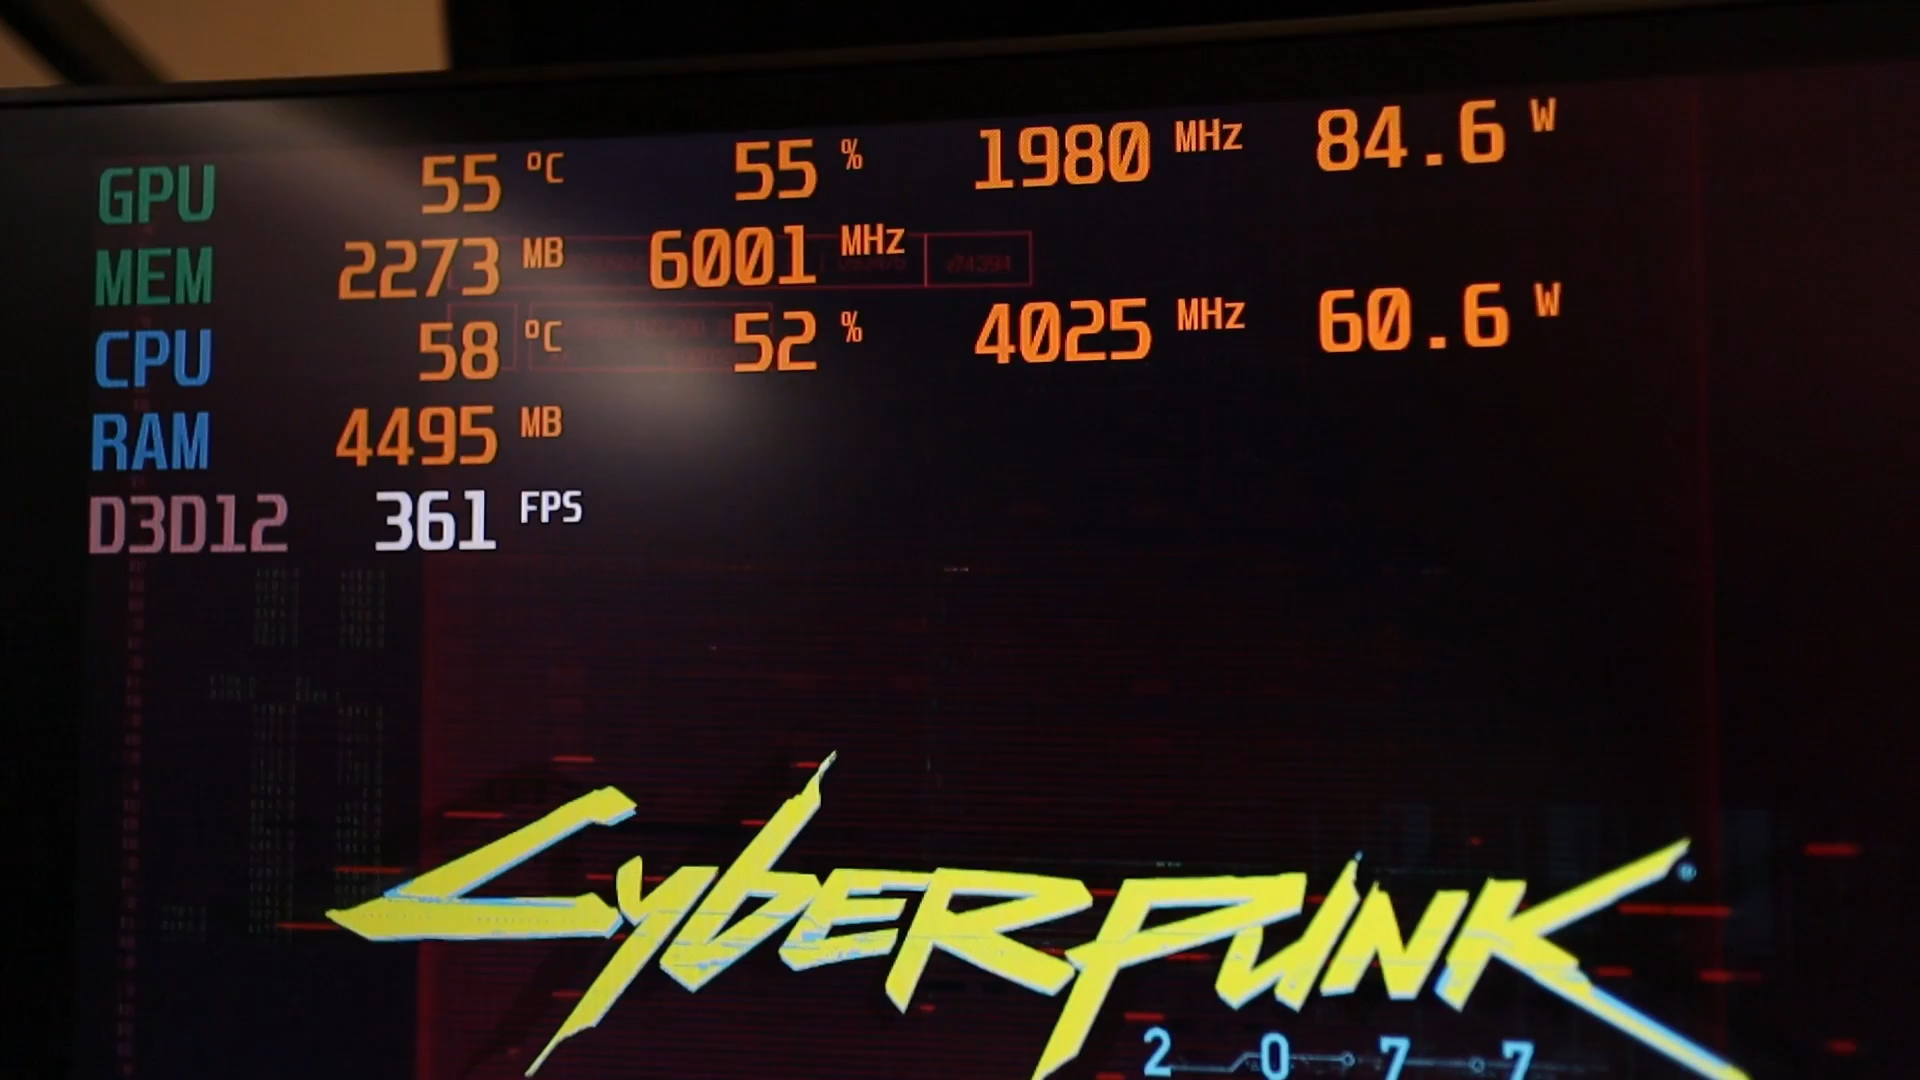 GPU 55 °C 55 % 1980 MHz 84.6 W
MEM 2273 MB 6001 MHz
CPU 58 °C 52 % 4025 MHz 60.6 W
RAM 4495 MB
D3D12 361 FPS
Cyberpunk
2077